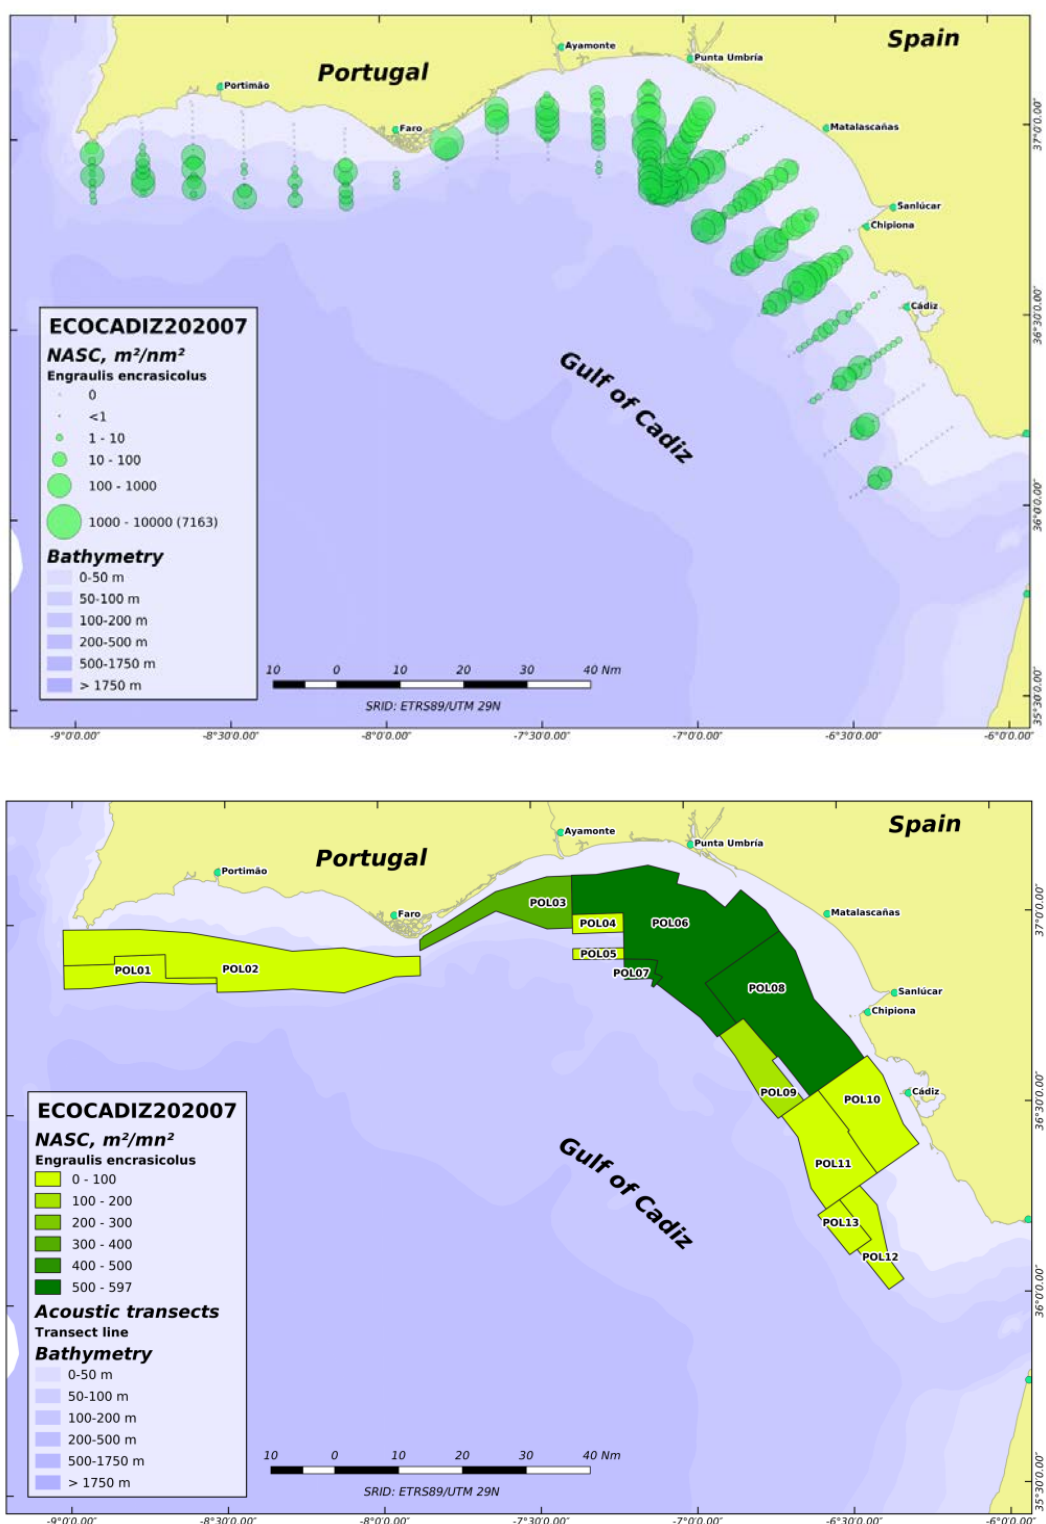 Spain
Portugal
Ayamonte
Punta Umbría
Portimão
Faro
Matalascañas
Sanlúcar
Chipiona
Cádiz
Gulf of Cadiz
37°0'0.00"
36°30'0.00"
36°0'0.00"
35°30'0.00"
ECOCADIZ202007
NASC, m²/nm²
Engraulis encrasicolus
0
<1
1 - 10
10 - 100
100 - 1000
1000 - 10000 (7163)
Bathymetry
0-50 m
50-100 m
100-200 m
200-500 m
500-1750 m
> 1750 m
10 0 10 20 30 40 Nm
SRID: ETRS89/UTM 29N
-9°0'0.00" -8°30'0.00" -8°0'0.00" -7°30'0.00" -7°0'0.00" -6°30'0.00" -6°0'0.00"
Spain
Portugal
Ayamonte
Punta Umbría
Portimão
Faro
Matalascañas
Sanlúcar
Chipiona
Cádiz
POL01
POL02
POL03
POL04
POL05
POL06
POL07
POL08
POL09
POL10
POL11
POL13
POL12
Gulf of Cadiz
37°0'0.00"
36°30'0.00"
36°0'0.00"
35°30'0.00"
ECOCADIZ202007
NASC, m²/mn²
Engraulis encrasicolus
0 - 100
100 - 200
200 - 300
300 - 400
400 - 500
500 - 597
Acoustic transects
Transect line
Bathymetry
0-50 m
50-100 m
100-200 m
200-500 m
500-1750 m
> 1750 m
10 0 10 20 30 40 Nm
SRID: ETRS89/UTM 29N
-9°0'0.00" -8°30'0.00" -8°0'0.00" -7°30'0.00" -7°0'0.00" -6°30'0.00" -6°0'0.00"